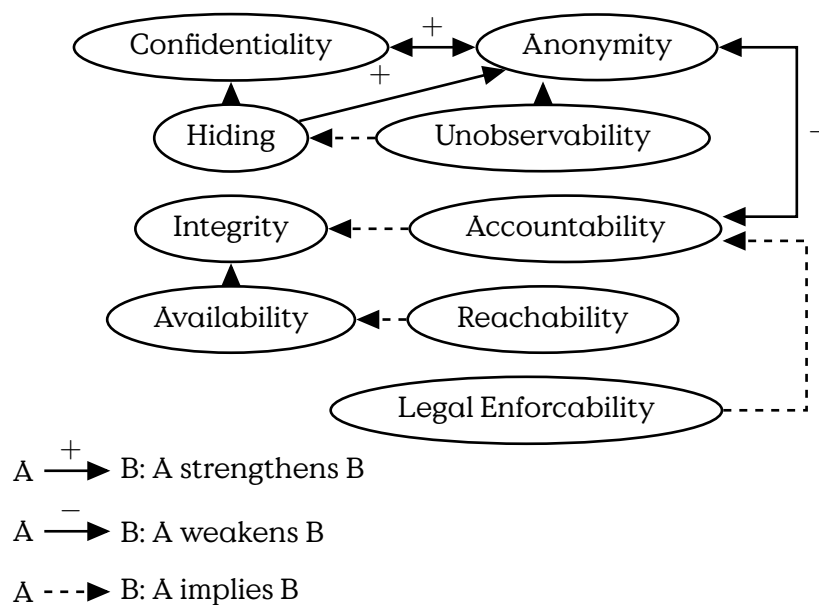 Confidentiality + Anonymity
+
Hiding Unobservability
−
Integrity Accountability
Availability Reachability
Legal Enforcability
A + B: A strengthens B
A − B: A weakens B
A B: A implies B